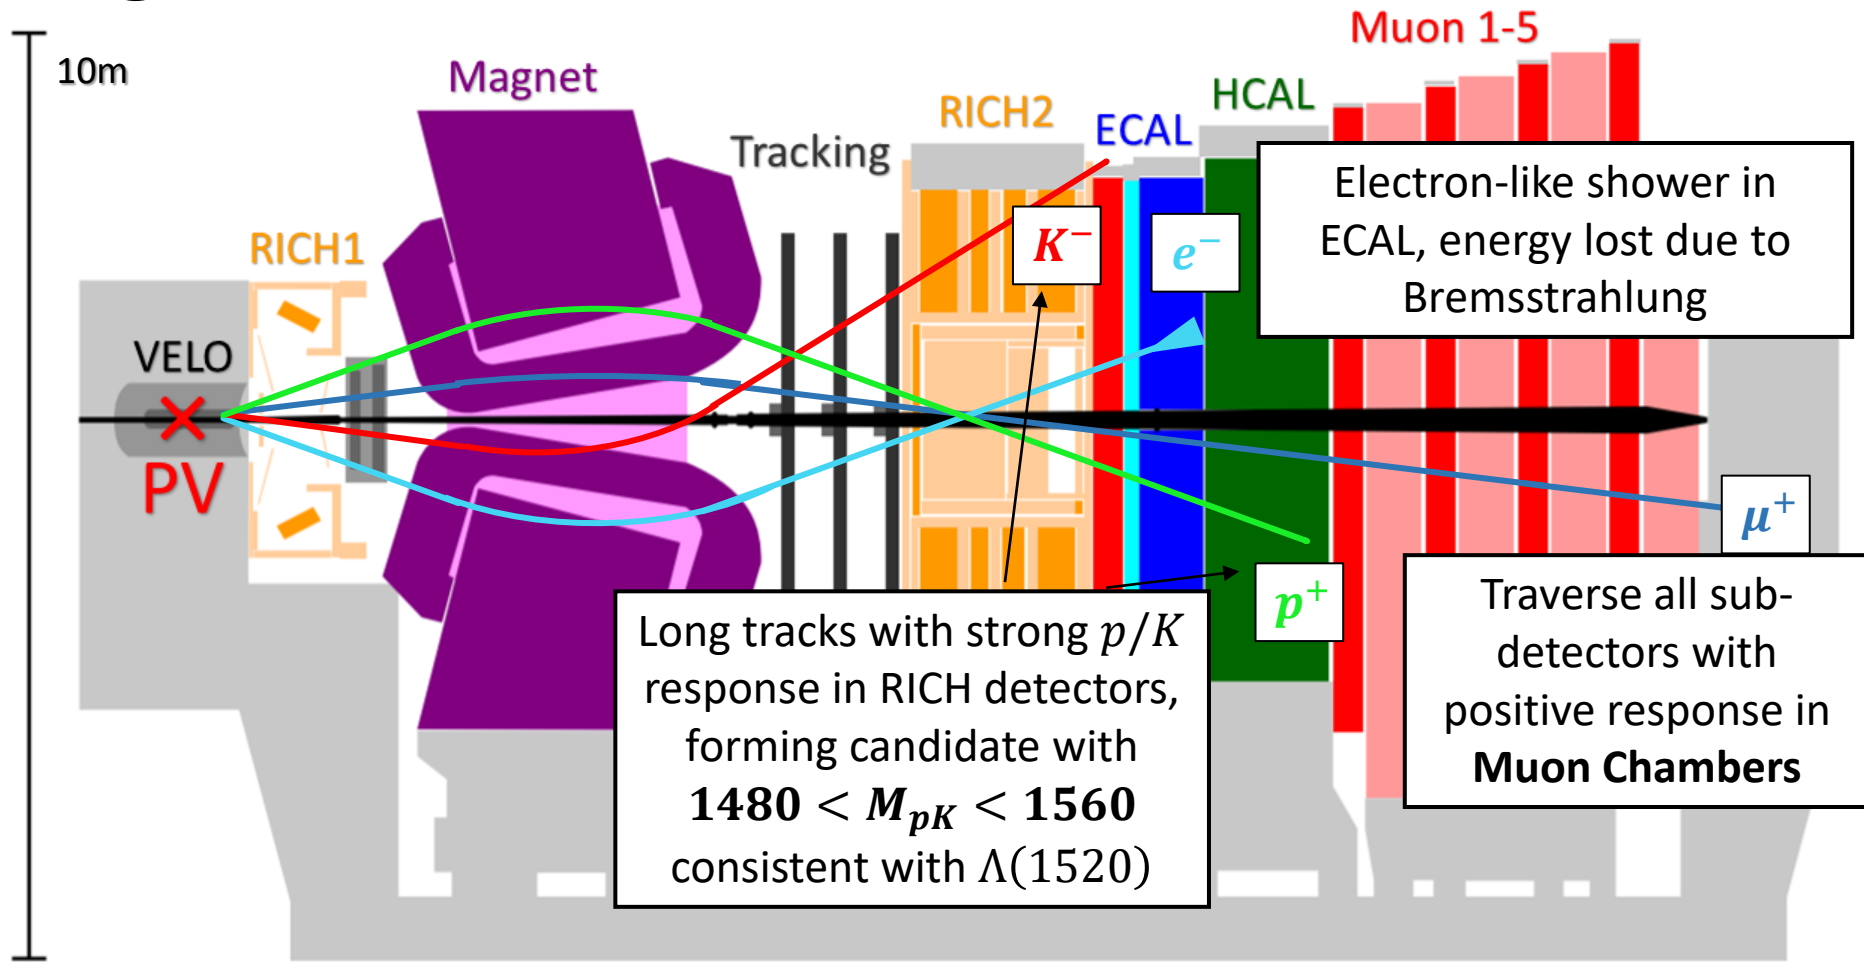 10m
Magnet
Muon 1-5
HCAL
RICH2
ECAL
Tracking
RICH1
VELO
PV
K⁻
e⁻
Electron-like shower in
ECAL, energy lost due to
Bremsstrahlung
μ⁺
p⁺
Long tracks with strong p/K
response in RICH detectors,
forming candidate with
1480 < M_{pK} < 1560
consistent with Λ(1520)
Traverse all sub-
detectors with
positive response in
Muon Chambers